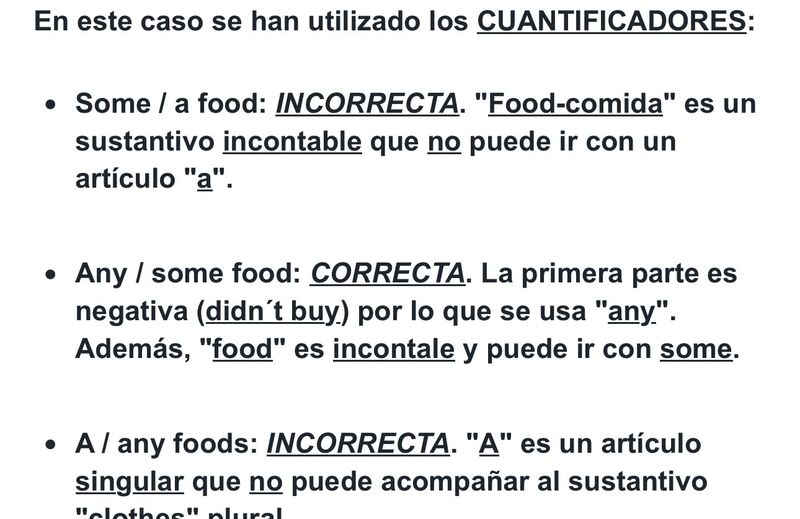 En este caso se han utilizado los CUANTIFICADORES:
• Some / a food: INCORRECTA. "Food-comida" es un
sustantivo incontable que no puede ir con un
artículo "a".
• Any / some food: CORRECTA. La primera parte es
negativa (didn´t buy) por lo que se usa "any".
Además, "food" es incontale y puede ir con some.
• A / any foods: INCORRECTA. "A" es un artículo
singular que no puede acompañar al sustantivo
"clothes" plural.